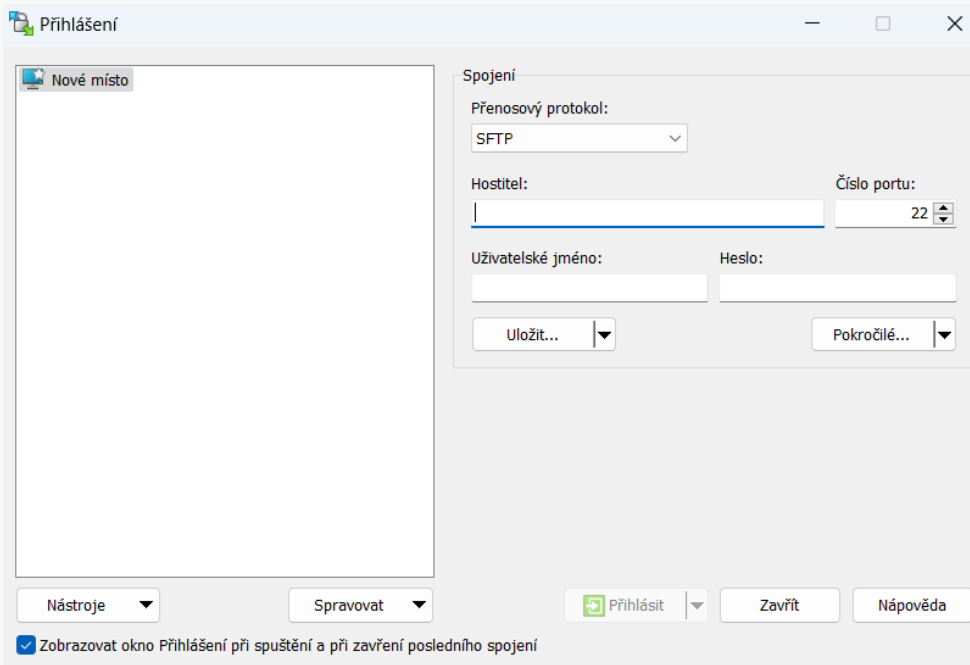 Přihlášení
Nové místo
Spojení
Přenosový protokol:
SFTP
Hostitel:
Číslo portu:
22
Uživatelské jméno:
Heslo:
Uložit...
Pokročilé...
Nástroje
Spravovat
Přihlásit
Zavřít
Nápověda
Zobrazovat okno Přihlášení při spuštění a při zavření posledního spojení